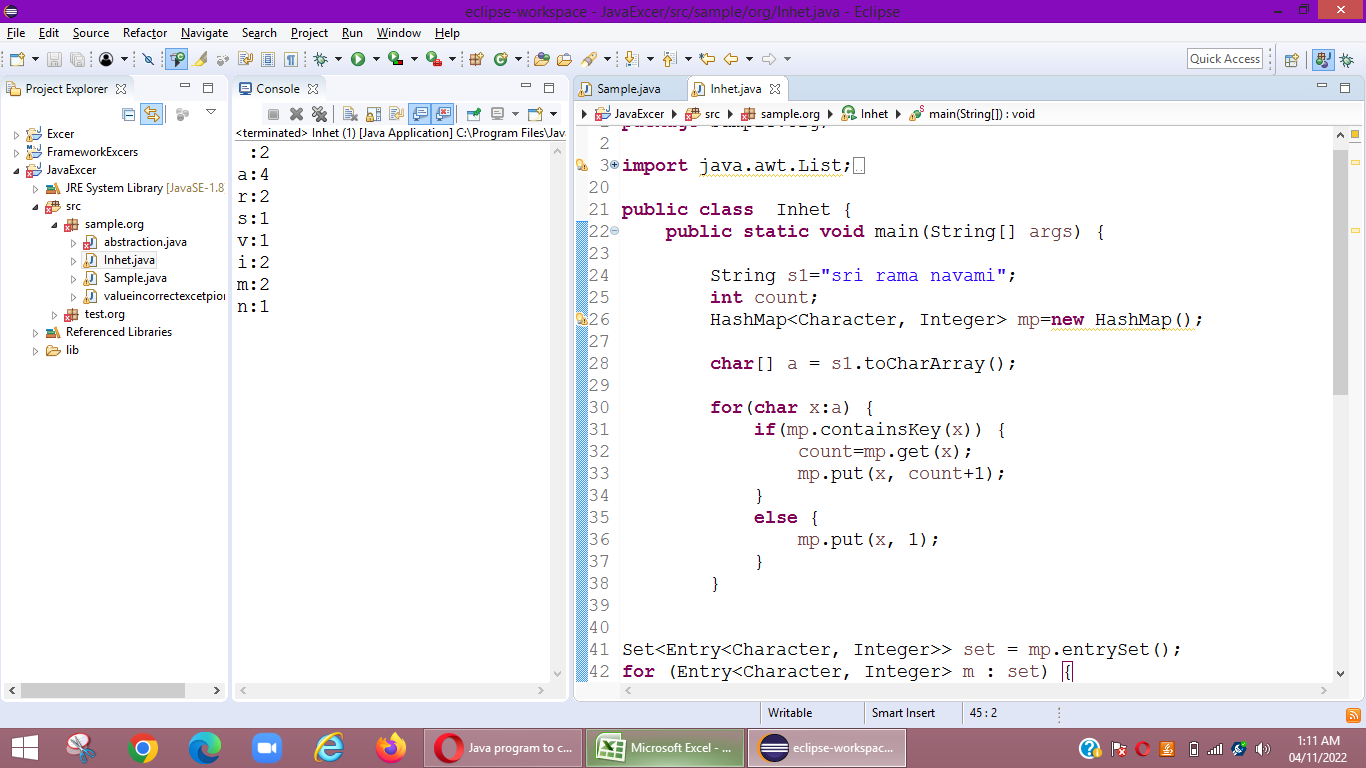 eclipse-workspace - JavaExcer/src/sample/org/Inhet.java - Eclipse
File Edit Source Refactor Navigate Search Project Run Window Help
Quick Access
Project Explorer
Excer
FrameworkExcers
JavaExcer
JRE System Library [JavaSE-1.8
src
sample.org
abstraction.java
Inhet.java
Sample.java
valueincorrectexcetpion
test.org
Referenced Libraries
lib
Console
<terminated> Inhet (1) [Java Application] C:\Program Files\Java
 :2
a:4
r:2
s:1
v:1
i:2
m:2
n:1
Sample.java Inhet.java
JavaExcer src sample.org Inhet main(String[]) : void
1 package sample.org;
2
3 import java.awt.List;
20
21 public class  Inhet {
22     public static void main(String[] args) {
23
24         String s1="sri rama navami";
25         int count;
26         HashMap<Character, Integer> mp=new HashMap();
27
28         char[] a = s1.toCharArray();
29
30         for(char x:a) {
31             if(mp.containsKey(x)) {
32                 count=mp.get(x);
33                 mp.put(x, count+1);
34             }
35             else {
36                 mp.put(x, 1);
37             }
38         }
39
40
41 Set<Entry<Character, Integer>> set = mp.entrySet();
42 for (Entry<Character, Integer> m : set) {
Writable Smart Insert 45 : 2
Java program to c... Microsoft Excel - ... eclipse-workspac...
1:11 AM
04/11/2022